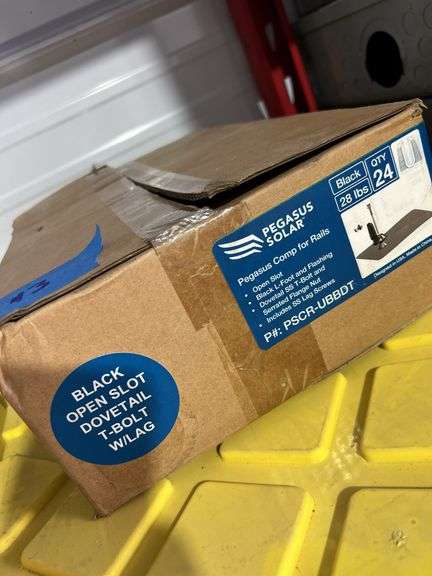 PEGASUS
SOLAR
Black
28 lbs
QTY
24
Pegasus Comp for Rails
• Open Slot
• Black L-Foot and Flashing
• Dovetail SS T-Bolt and
Serrated Flange Nut
• Includes SS Lag Screws
P#: PSCR-UBBDT
Designed in USA. Made in China.
BLACK
OPEN SLOT
DOVETAIL
T-BOLT
W/LAG